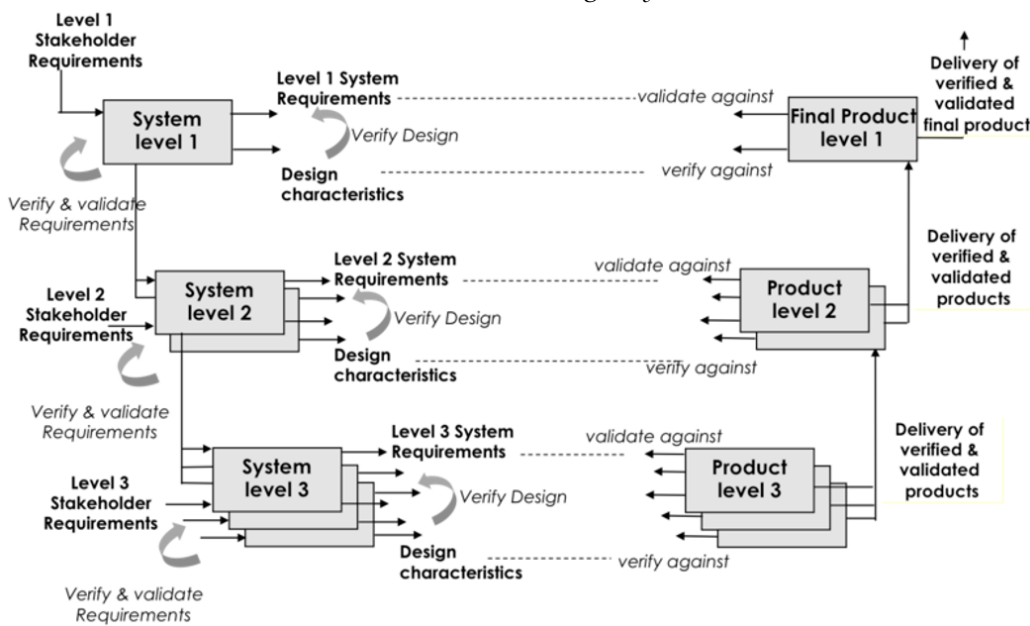 Level 1
Stakeholder
Requirements
System
level 1
Verify & validate
Requirements
Level 1 System
Requirements
Verify Design
Design
characteristics
validate against
verify against
Final Product
level 1
Delivery of
verified &
validated
final product
Level 2
Stakeholder
Requirements
System
level 2
Verify & validate
Requirements
Level 2 System
Requirements
Verify Design
Design
characteristics
validate against
verify against
Product
level 2
Delivery of
verified &
validated
products
Level 3
Stakeholder
Requirements
System
level 3
Verify & validate
Requirements
Level 3 System
Requirements
Verify Design
Design
characteristics
validate against
verify against
Product
level 3
Delivery of
verified &
validated
products